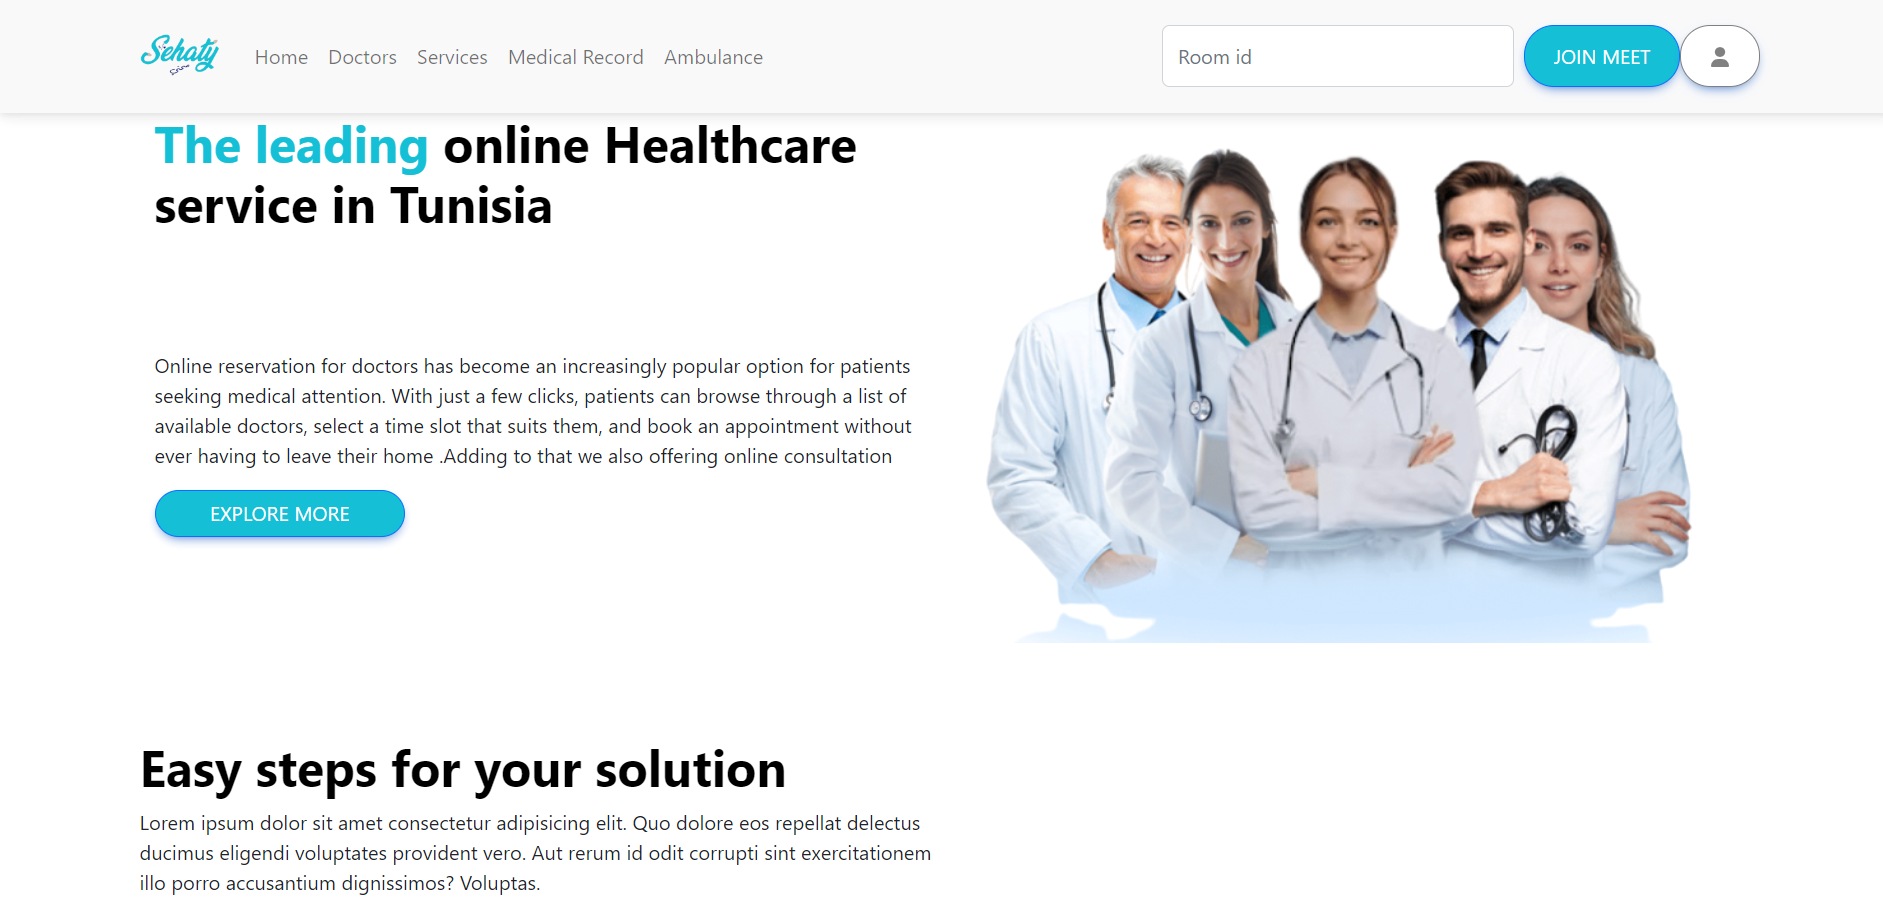 Sehaty
Home Doctors Services Medical Record Ambulance
Room id
JOIN MEET
The leading online Healthcare
service in Tunisia
Online reservation for doctors has become an increasingly popular option for patients
seeking medical attention. With just a few clicks, patients can browse through a list of
available doctors, select a time slot that suits them, and book an appointment without
ever having to leave their home .Adding to that we also offering online consultation
EXPLORE MORE
Easy steps for your solution
Lorem ipsum dolor sit amet consectetur adipisicing elit. Quo dolore eos repellat delectus
ducimus eligendi voluptates provident vero. Aut rerum id odit corrupti sint exercitationem
illo porro accusantium dignissimos? Voluptas.